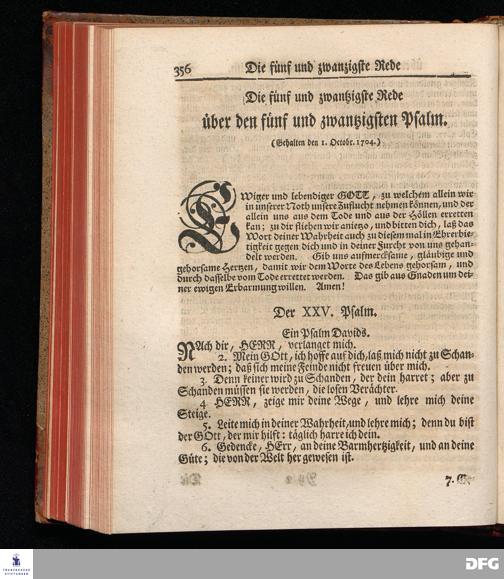 356 Die fünf und zwanzigste Rede
Die fünf und zwantzigste Rede
über den fünf und zwantzigsten Psalm.
(Gehalten den 1. Octobr. 1704.)
EWiger und lebendiger GOTT, zu welchem allein wir
in unserer Noth unsere Zuflucht nehmen können, und der
allein uns aus dem Tode und aus der Höllen erretten
kan; zu dir fliehen wir anietzo, und bitten dich, laß das
Wort deiner Wahrheit auch zu diesem mal in Ehrerbie-
tigkeit gegen dich und in deiner Furcht von uns gehan-
delt werden. Gib uns aufmercksame, gläubige und
gehorsame Hertzen, damit wir dem Worte des Lebens gehorsam, und
durch dasselbe vom Tode errettet werden. Das gib aus Gnaden um dei-
ner ewigen Erbarmung willen. Amen!
Der XXV. Psalm.
Ein Psalm Davids.
NAch dir, HERR, verlanget mich.
2. Mein GOtt, ich hoffe auf dich, laß mich nicht zu Schan-
den werden; daß sich meine Feinde nicht freuen über mich.
3. Denn keiner wird zu Schanden, der dein harret; aber zu
Schanden müssen sie werden, die losen Verächter.
4. HERR, zeige mir deine Wege, und lehre mich deine
Steige.
5. Leite mich in deiner Wahrheit, und lehre mich; denn du bist
der GOtt, der mir hilft: täglich harre ich dein.
6. Gedencke, HErr, an deine Barmhertzigkeit, und an deine
Güte; die von der Welt her gewesen ist.
7.
FRANCKESCHE
STIFTUNGEN
DFG